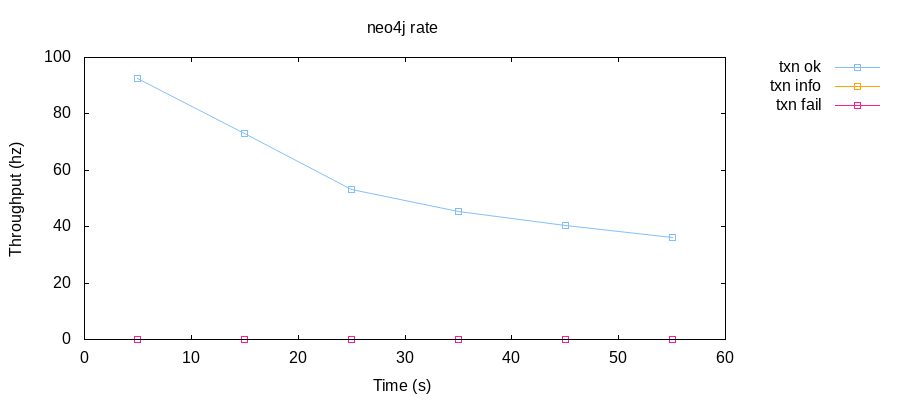 neo4j rate
100
80
60
40
20
0
0 10 20 30 40 50 60
Throughput (hz)
Time (s)
txn ok
txn info
txn fail